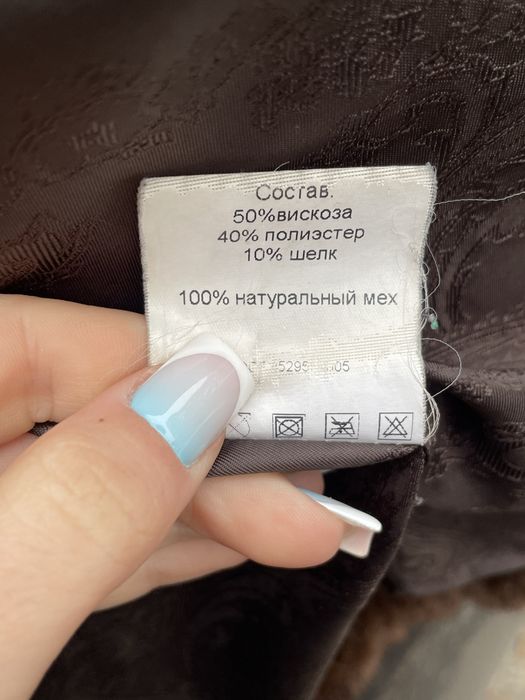 Состав.
50%вискоза
40% полиэстер
10% шелк
100% натуральный мех